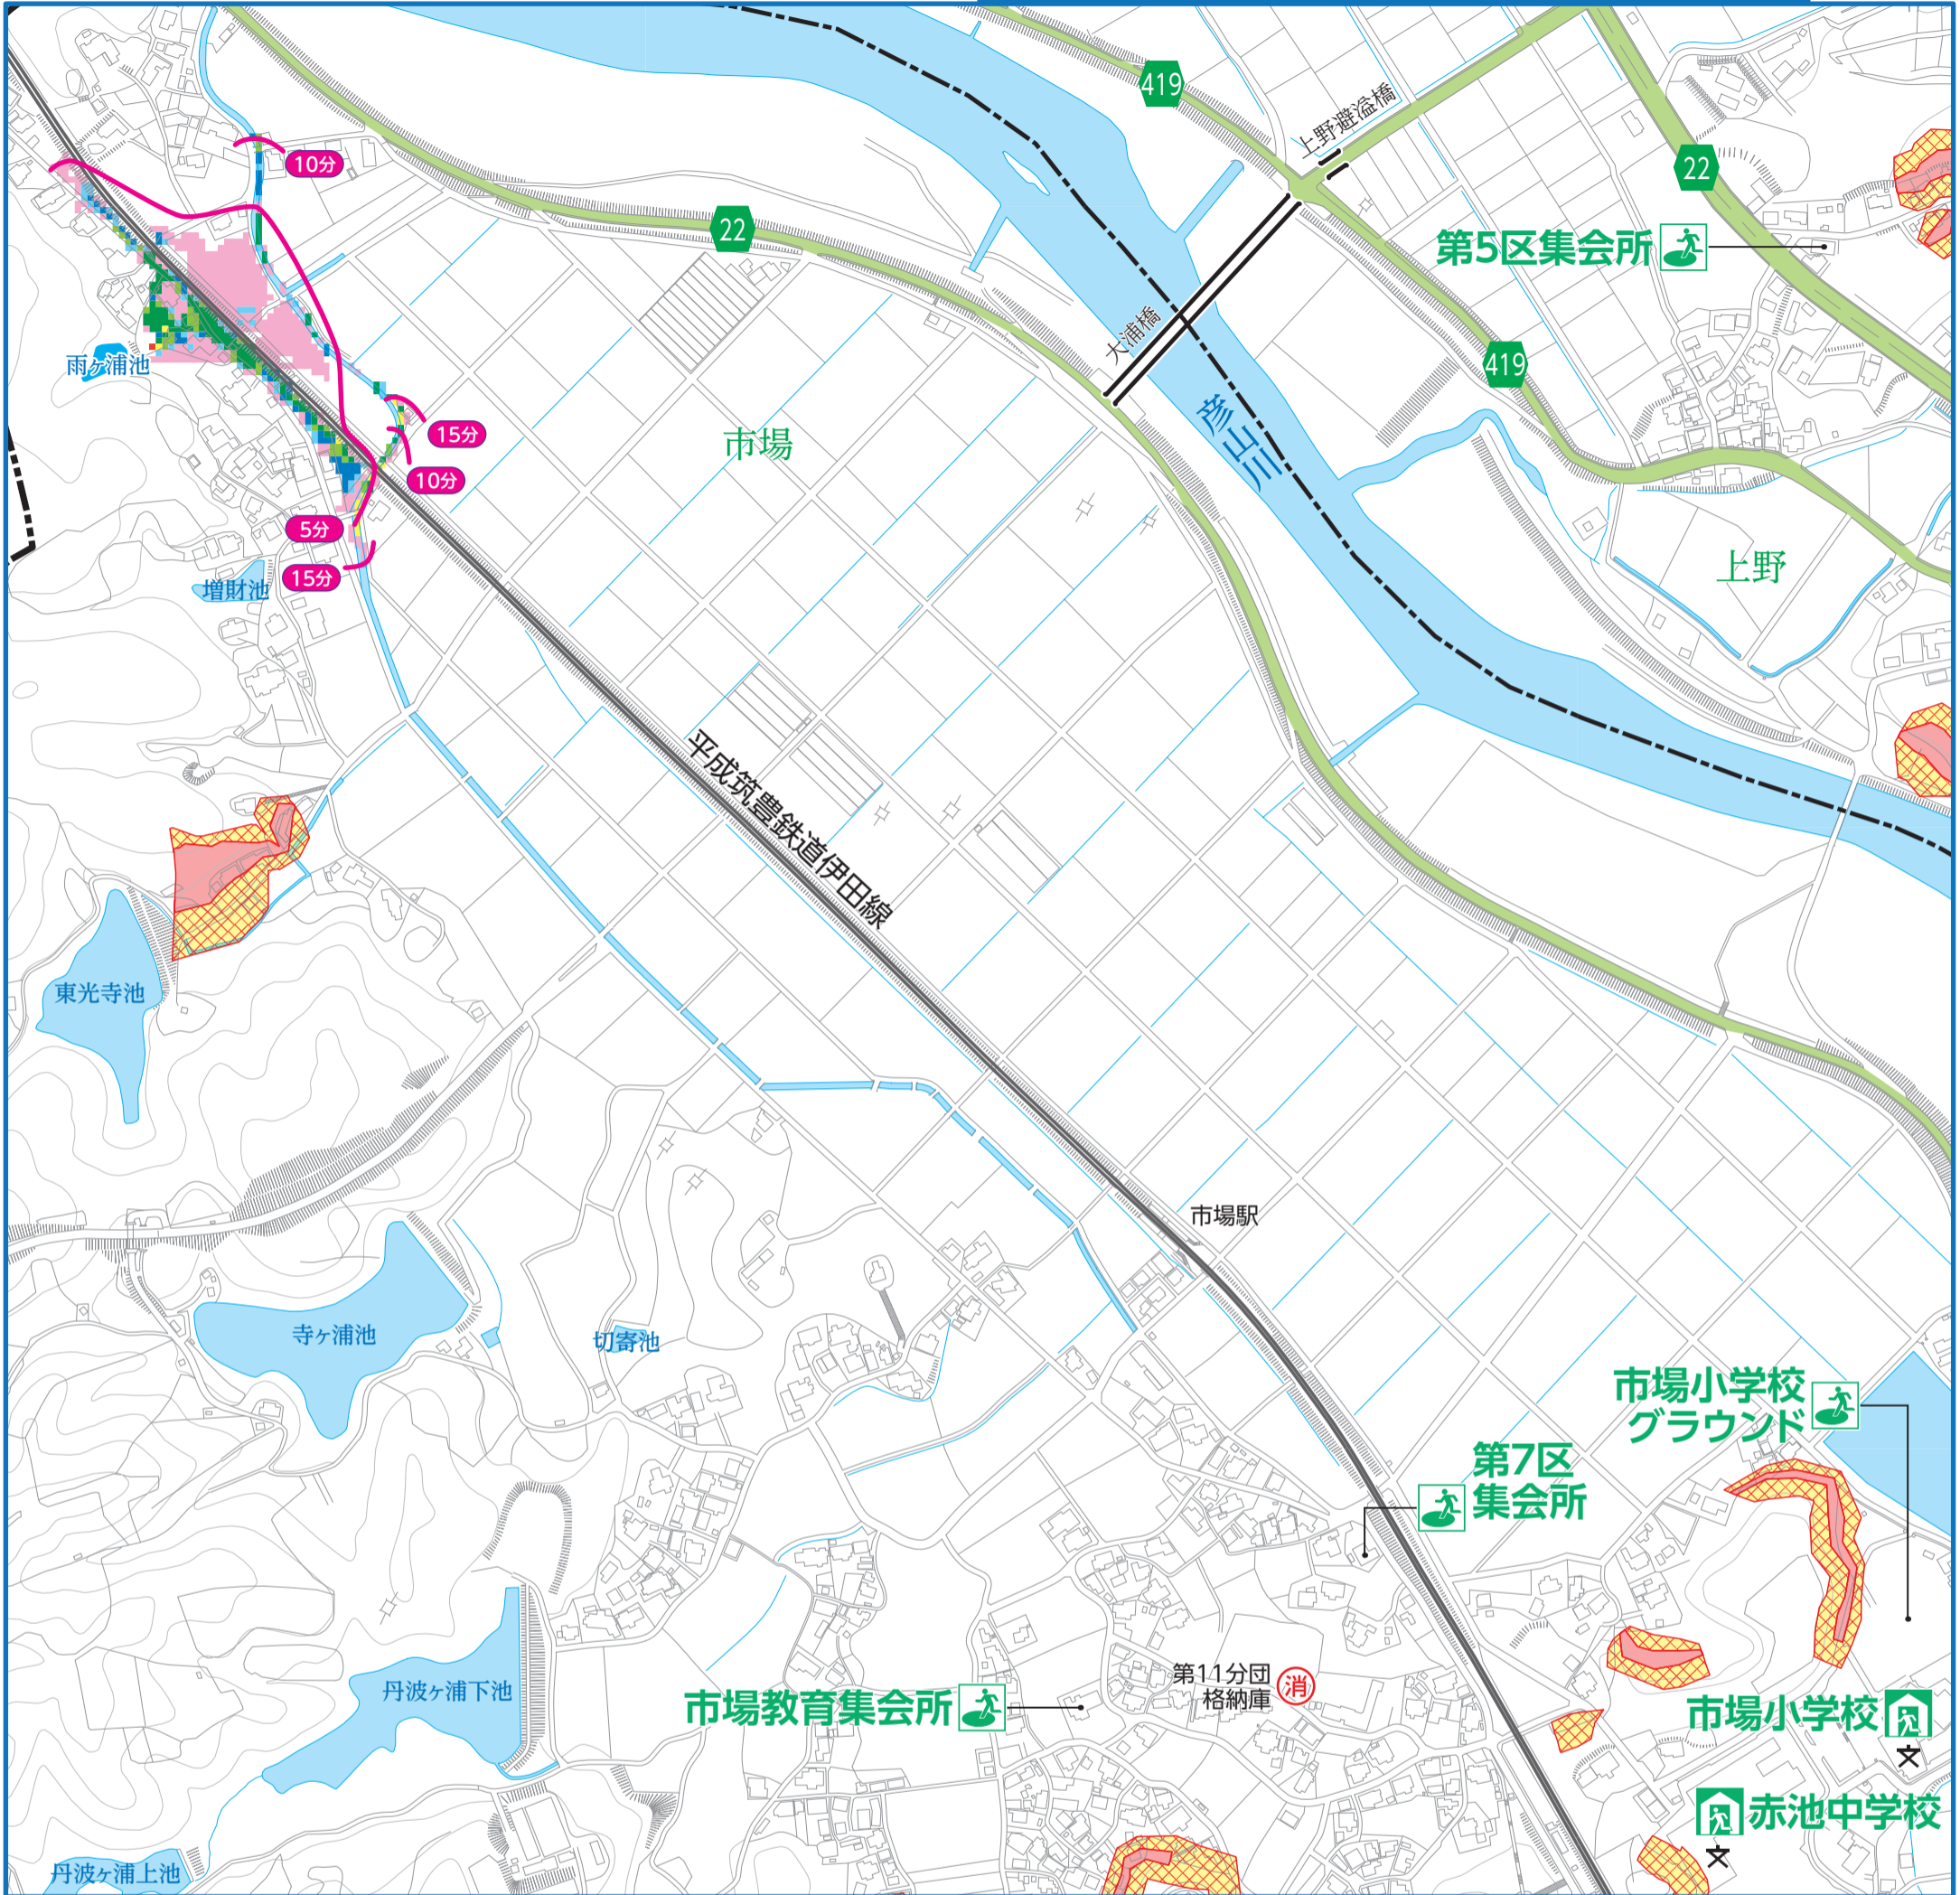 419
上野避溢橋
22
10分
22
第5区集会所
大浦橋
419
雨ヶ浦池
彦山川
15分
市場
10分
5分
上野
15分
増財池
平成筑豊鉄道伊田線
東光寺池
市場駅
寺ヶ浦池
切寄池
市場小学校
グラウンド
第7区
集会所
丹波ヶ浦下池
市場教育集会所
第11分団
格納庫
消
市場小学校
文
赤池中学校
文
丹波ヶ浦上池